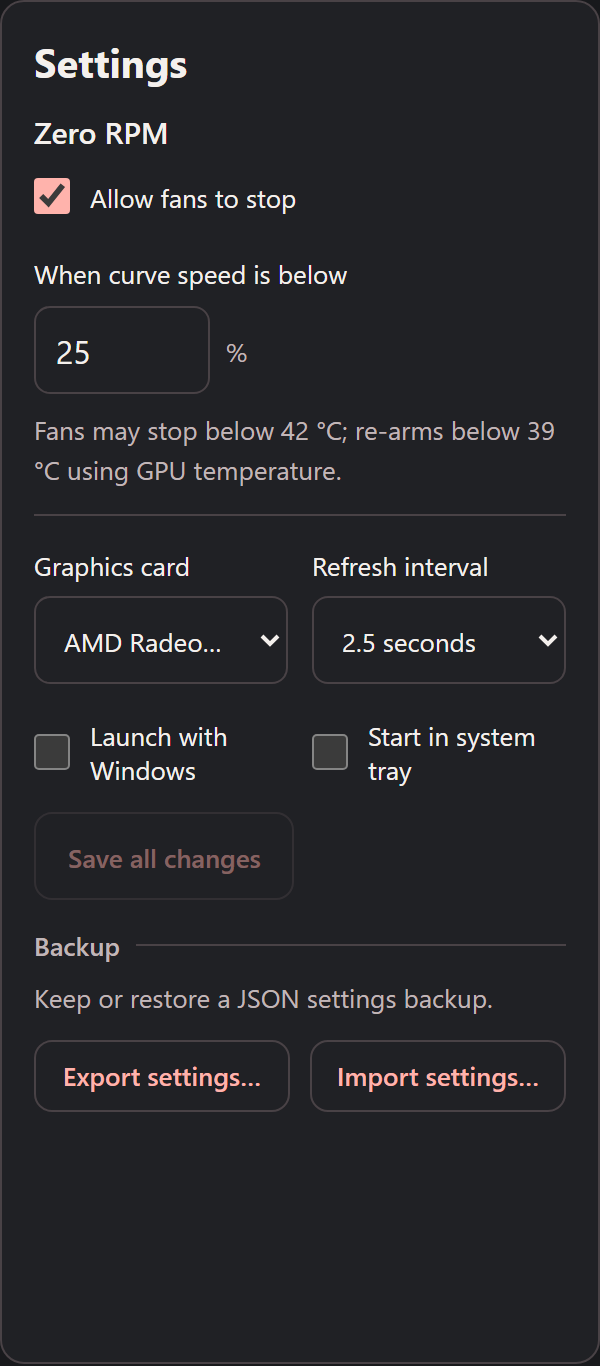 Settings
Zero RPM
Allow fans to stop
When curve speed is below
25 %
Fans may stop below 42 °C; re-arms below 39
°C using GPU temperature.
Graphics card
Refresh interval
AMD Radeo...
2.5 seconds
Launch with
Windows
Start in system
tray
Save all changes
Backup
Keep or restore a JSON settings backup.
Export settings...
Import settings...